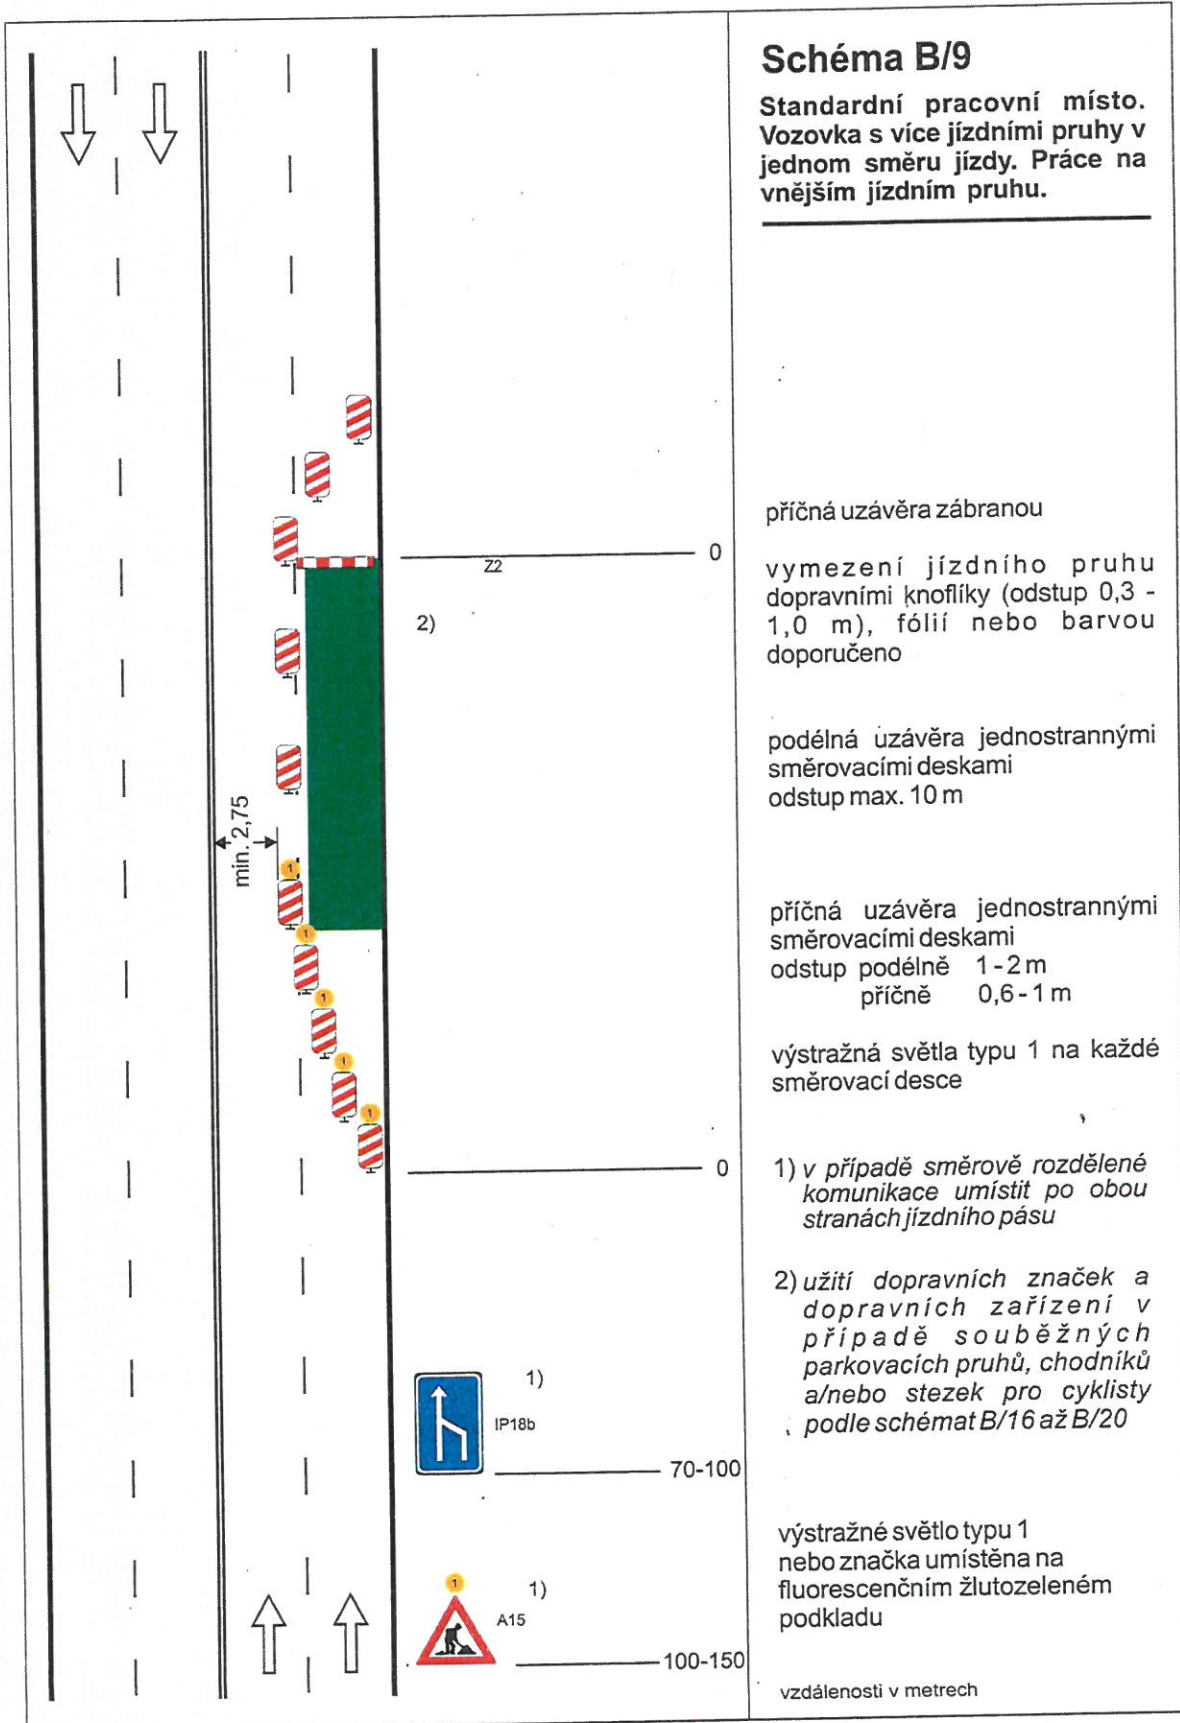 Schéma B/9
Standardní pracovní místo.
Vozovka s více jízdními pruhy v
jednom směru jízdy. Práce na
vnějším jízdním pruhu.
příčná uzávěra zábranou
0
Z2
vymezení jízdního pruhu
dopravními knoflíky (odstup 0,3 -
1,0 m), fólií nebo barvou
doporučeno
2)
podélná uzávěra jednostrannými
směrovacími deskami
odstup max. 10 m
min. 2,75
1
1
1
1
1
příčná uzávěra jednostrannými
směrovacími deskami
odstup podélně 1-2 m
příčně 0,6-1 m
výstražná světla typu 1 na každé
směrovací desce
0
1) v případě směrově rozdělené
komunikace umístit po obou
stranách jízdního pásu
2) užití dopravních značek a
dopravních zařízení v
případě souběžných
parkovacích pruhů, chodníků
a/nebo stezek pro cyklisty
podle schémat B/16 až B/20
1)
IP18b
70-100
výstražné světlo typu 1
nebo značka umístěna na
fluorescenčním žlutozeleném
podkladu
1
1)
A15
100-150
vzdálenosti v metrech